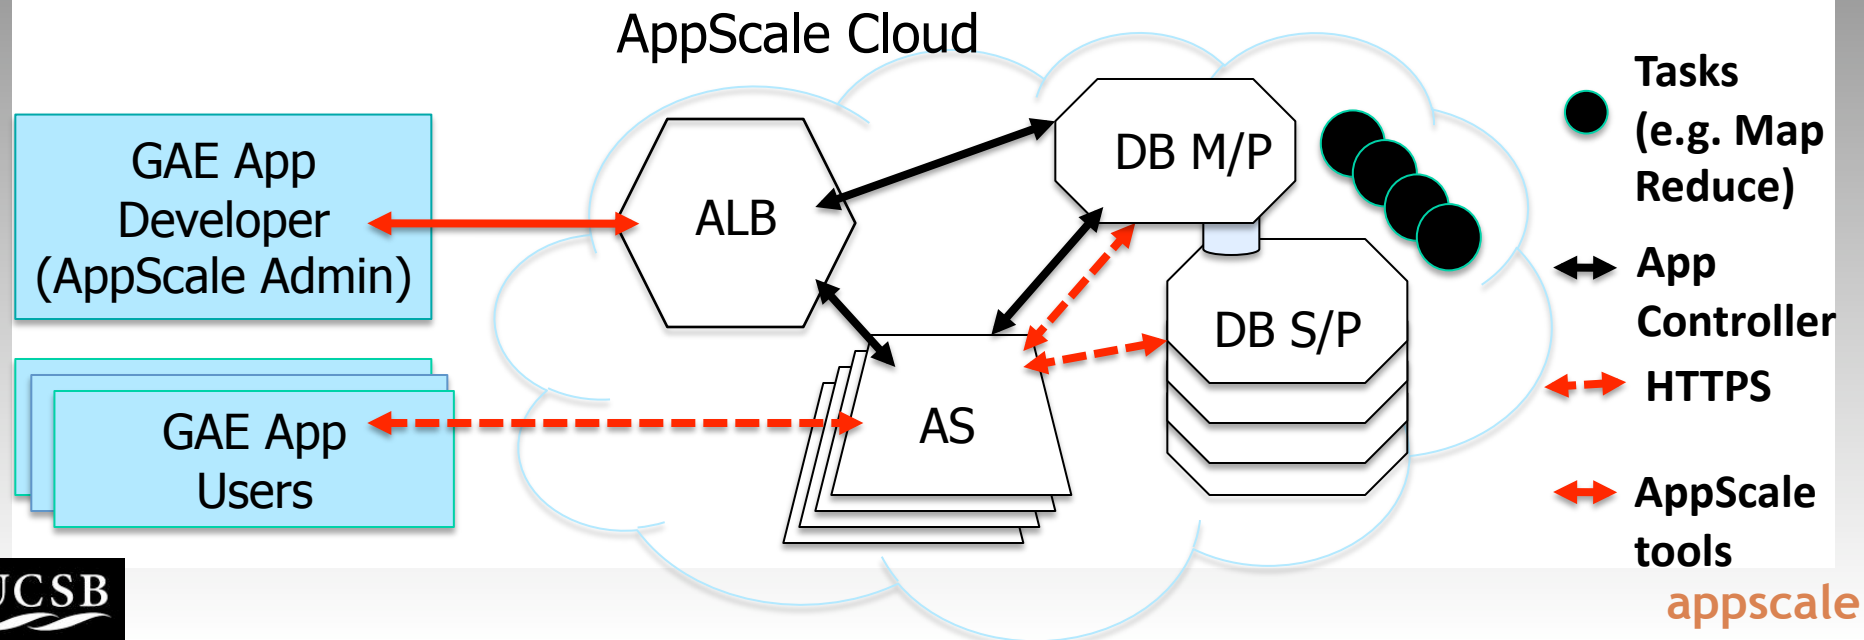 AppScale Cloud
GAE App
Developer
(AppScale Admin)
GAE App
Users
ALB
DB M/P
AS
DB S/P
Tasks
(e.g. Map
Reduce)
App
Controller
HTTPS
AppScale
tools
UCSB
appscale